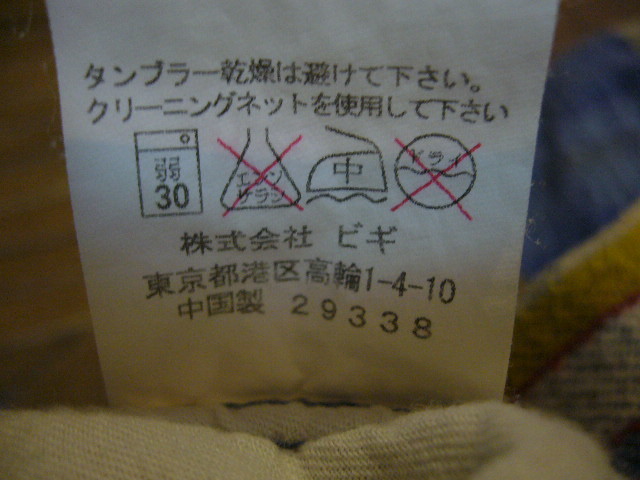 タンブラー乾燥は避けて下さい。
クリーニングネットを使用して下さい
弱
30
エンソ
サラシ
中
ドライ
株式会社 ビギ
東京都港区高輪1-4-10
中国製 29338